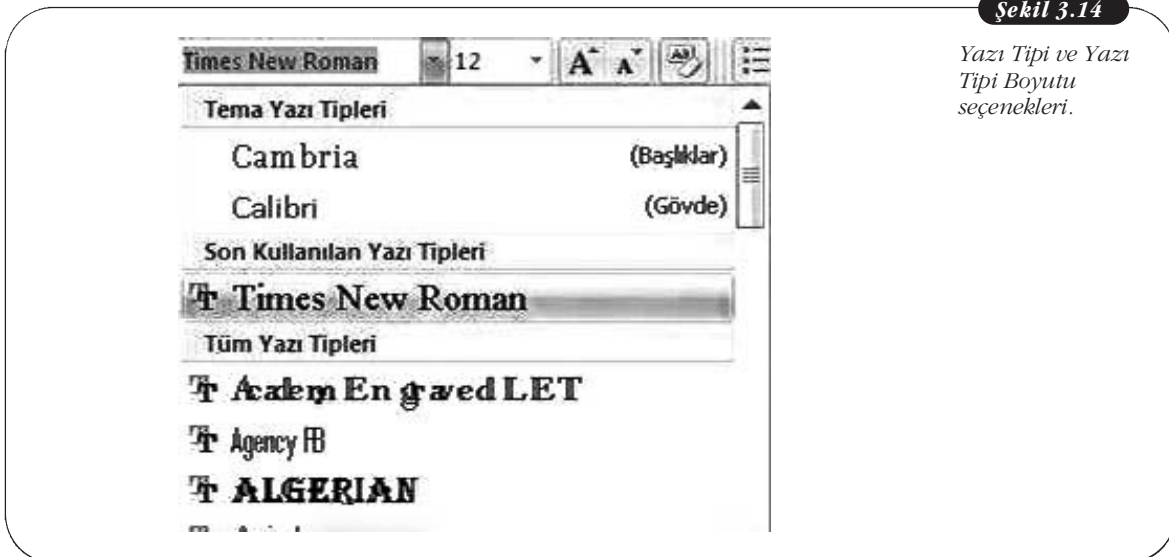 Şekil 3.14
Yazı Tipi ve Yazı
Tipi Boyutu
seçenekleri.
Times New Roman 12
Tema Yazı Tipleri
Cambria (Başlıklar)
Calibri (Gövde)
Son Kullanılan Yazı Tipleri
Times New Roman
Tüm Yazı Tipleri
Academy Engraved LET
Agency FB
ALGERIAN